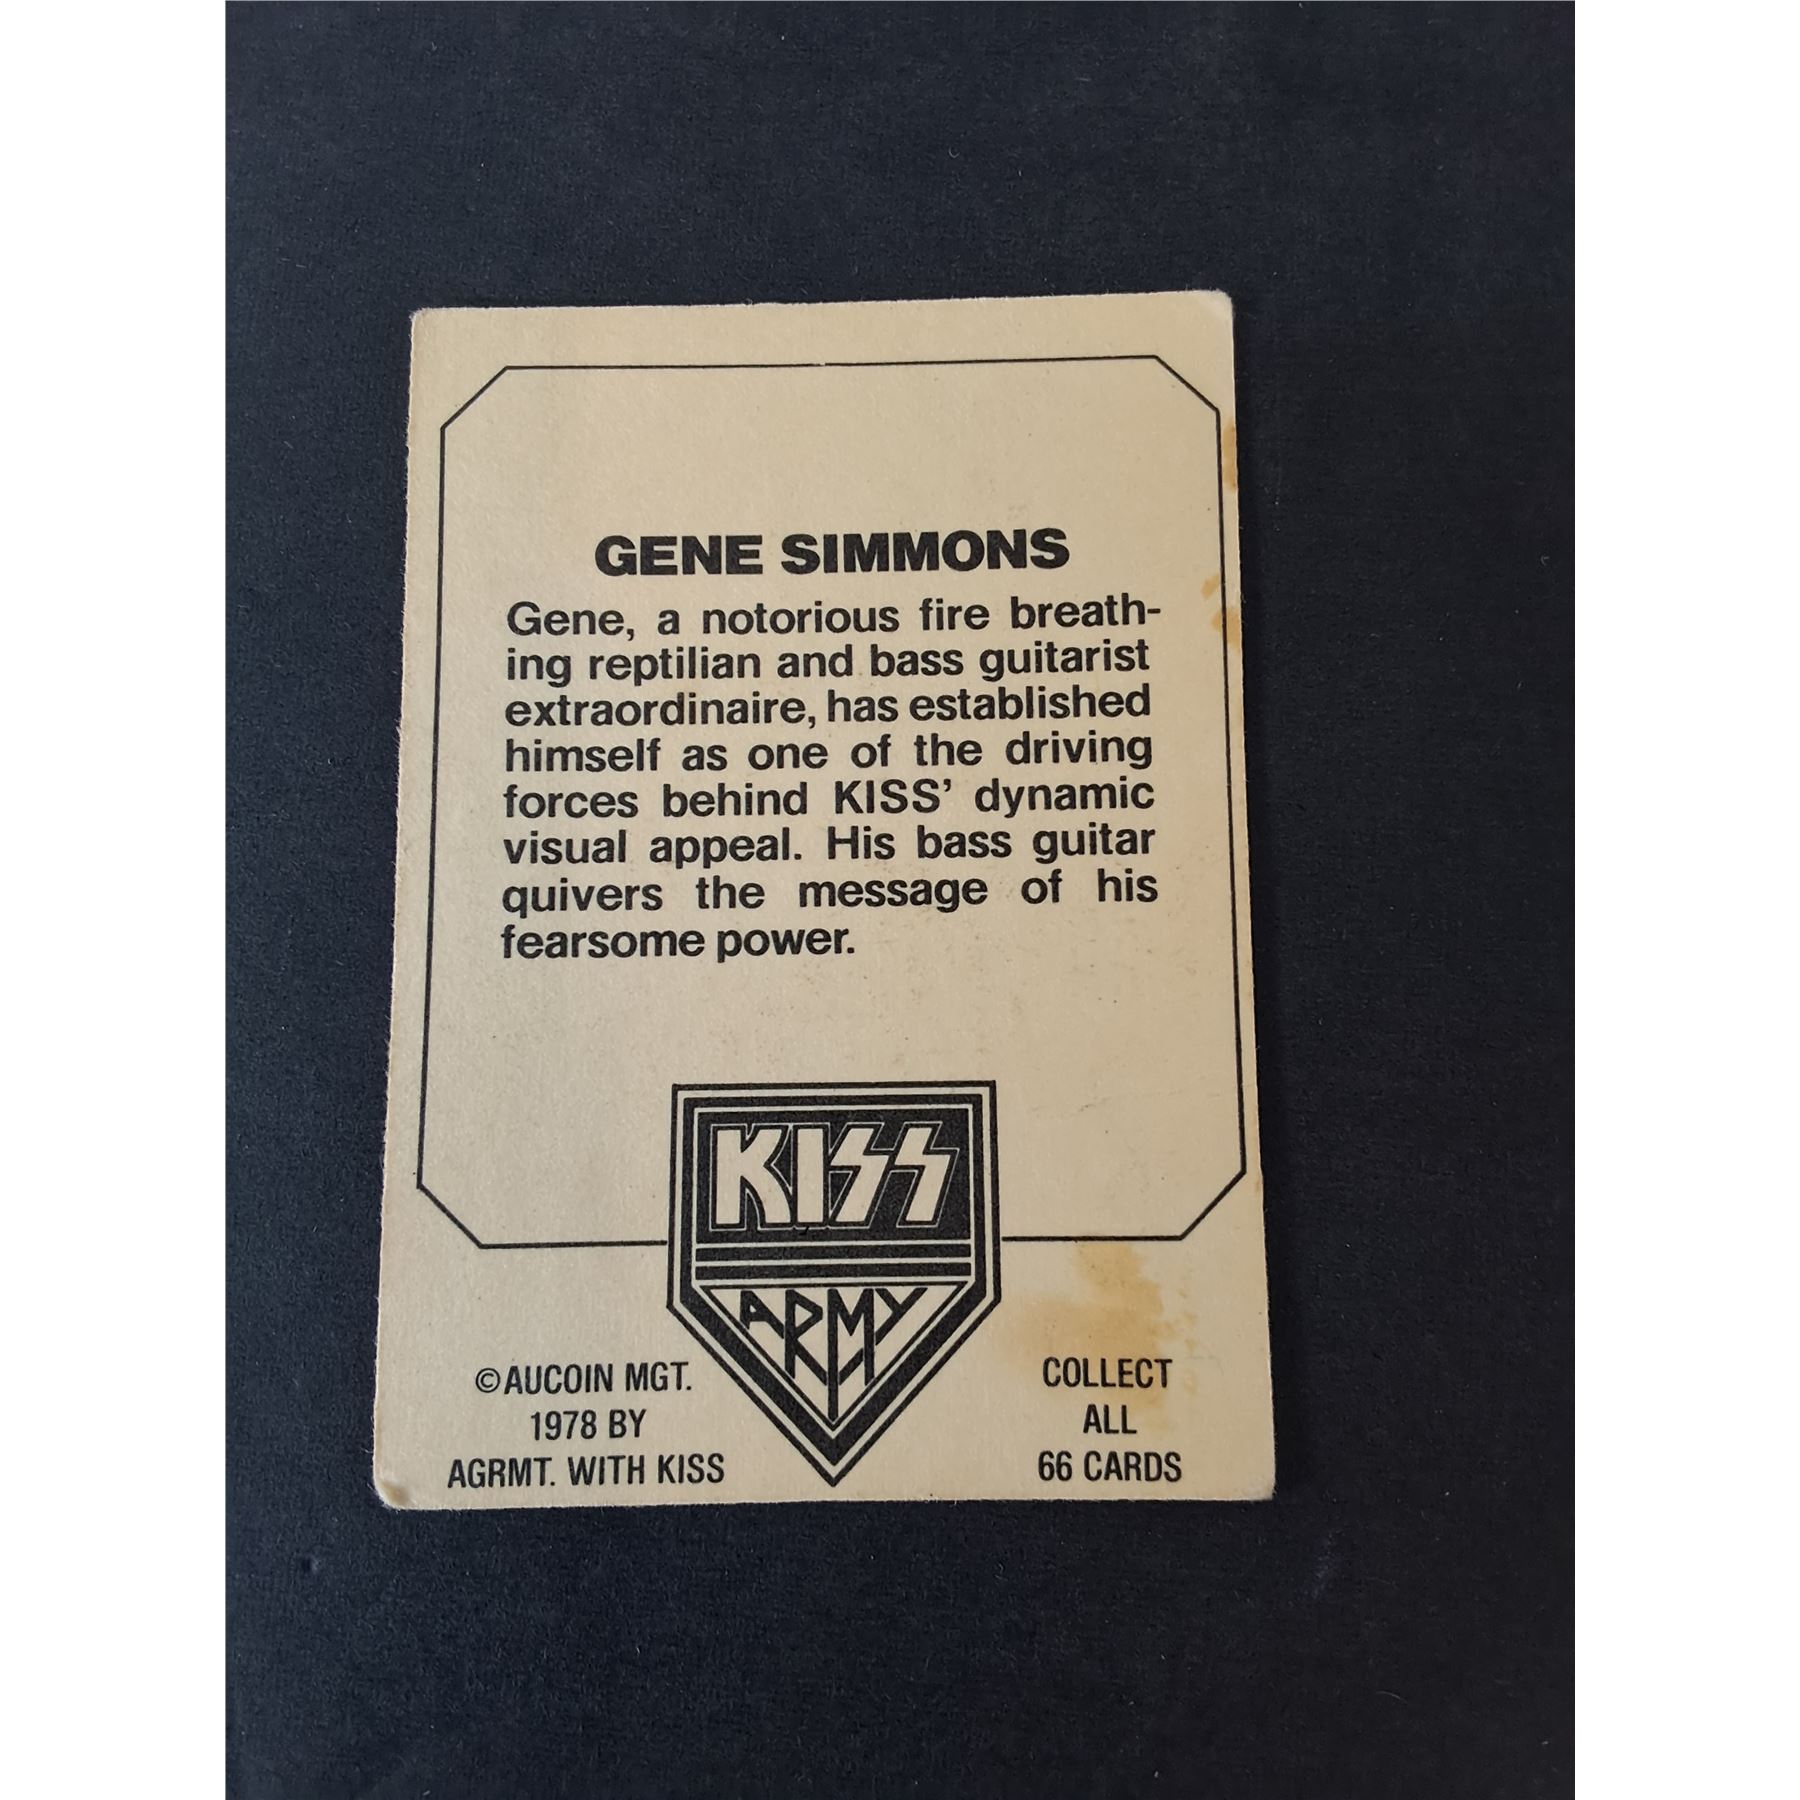 GENE SIMMONS
Gene, a notorious fire breath-
ing reptilian and bass guitarist
extraordinaire, has established
himself as one of the driving
forces behind KISS' dynamic
visual appeal. His bass guitar
quivers the message of his
fearsome power.
KISS
ARMY
©AUCOIN MGT.
1978 BY
AGRMT. WITH KISS
COLLECT
ALL
66 CARDS